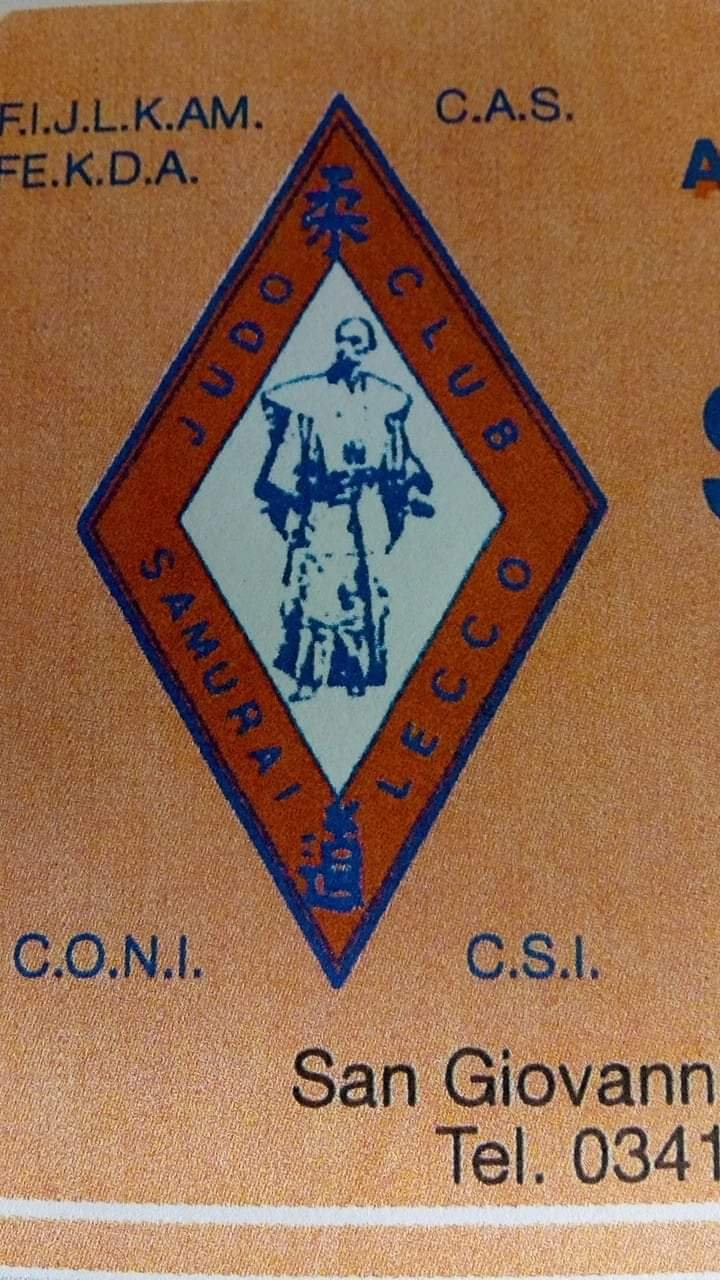 F.I.J.L.K.AM.
FE.K.D.A.
C.A.S.
A
柔
JUDO CLUB
S
SAMURAI LECCO
道
C.O.N.I.
C.S.I.
San Giovann
Tel. 0341